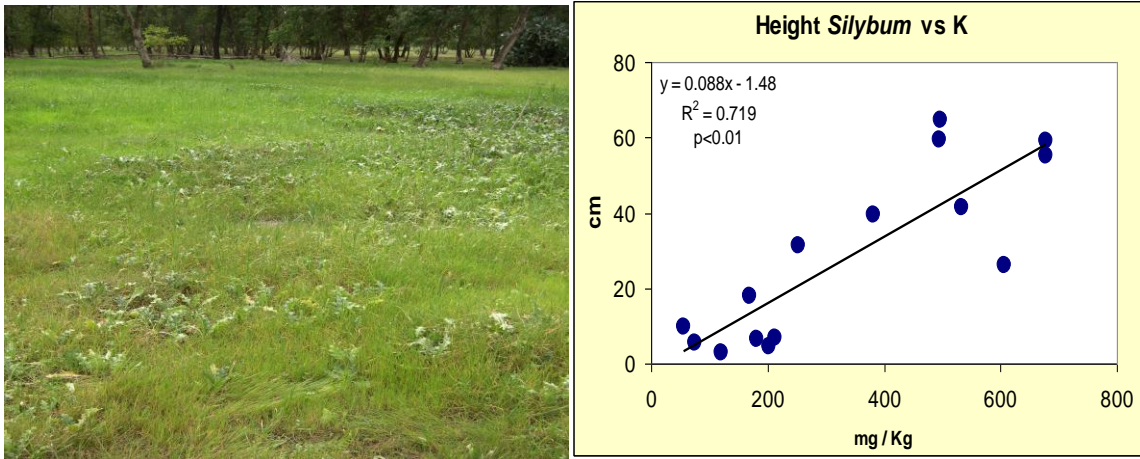 Height Silybum vs K
y = 0.088x - 1.48
R² = 0.719
p<0.01
80
60
40
20
0
cm
0 200 400 600 800
mg / Kg